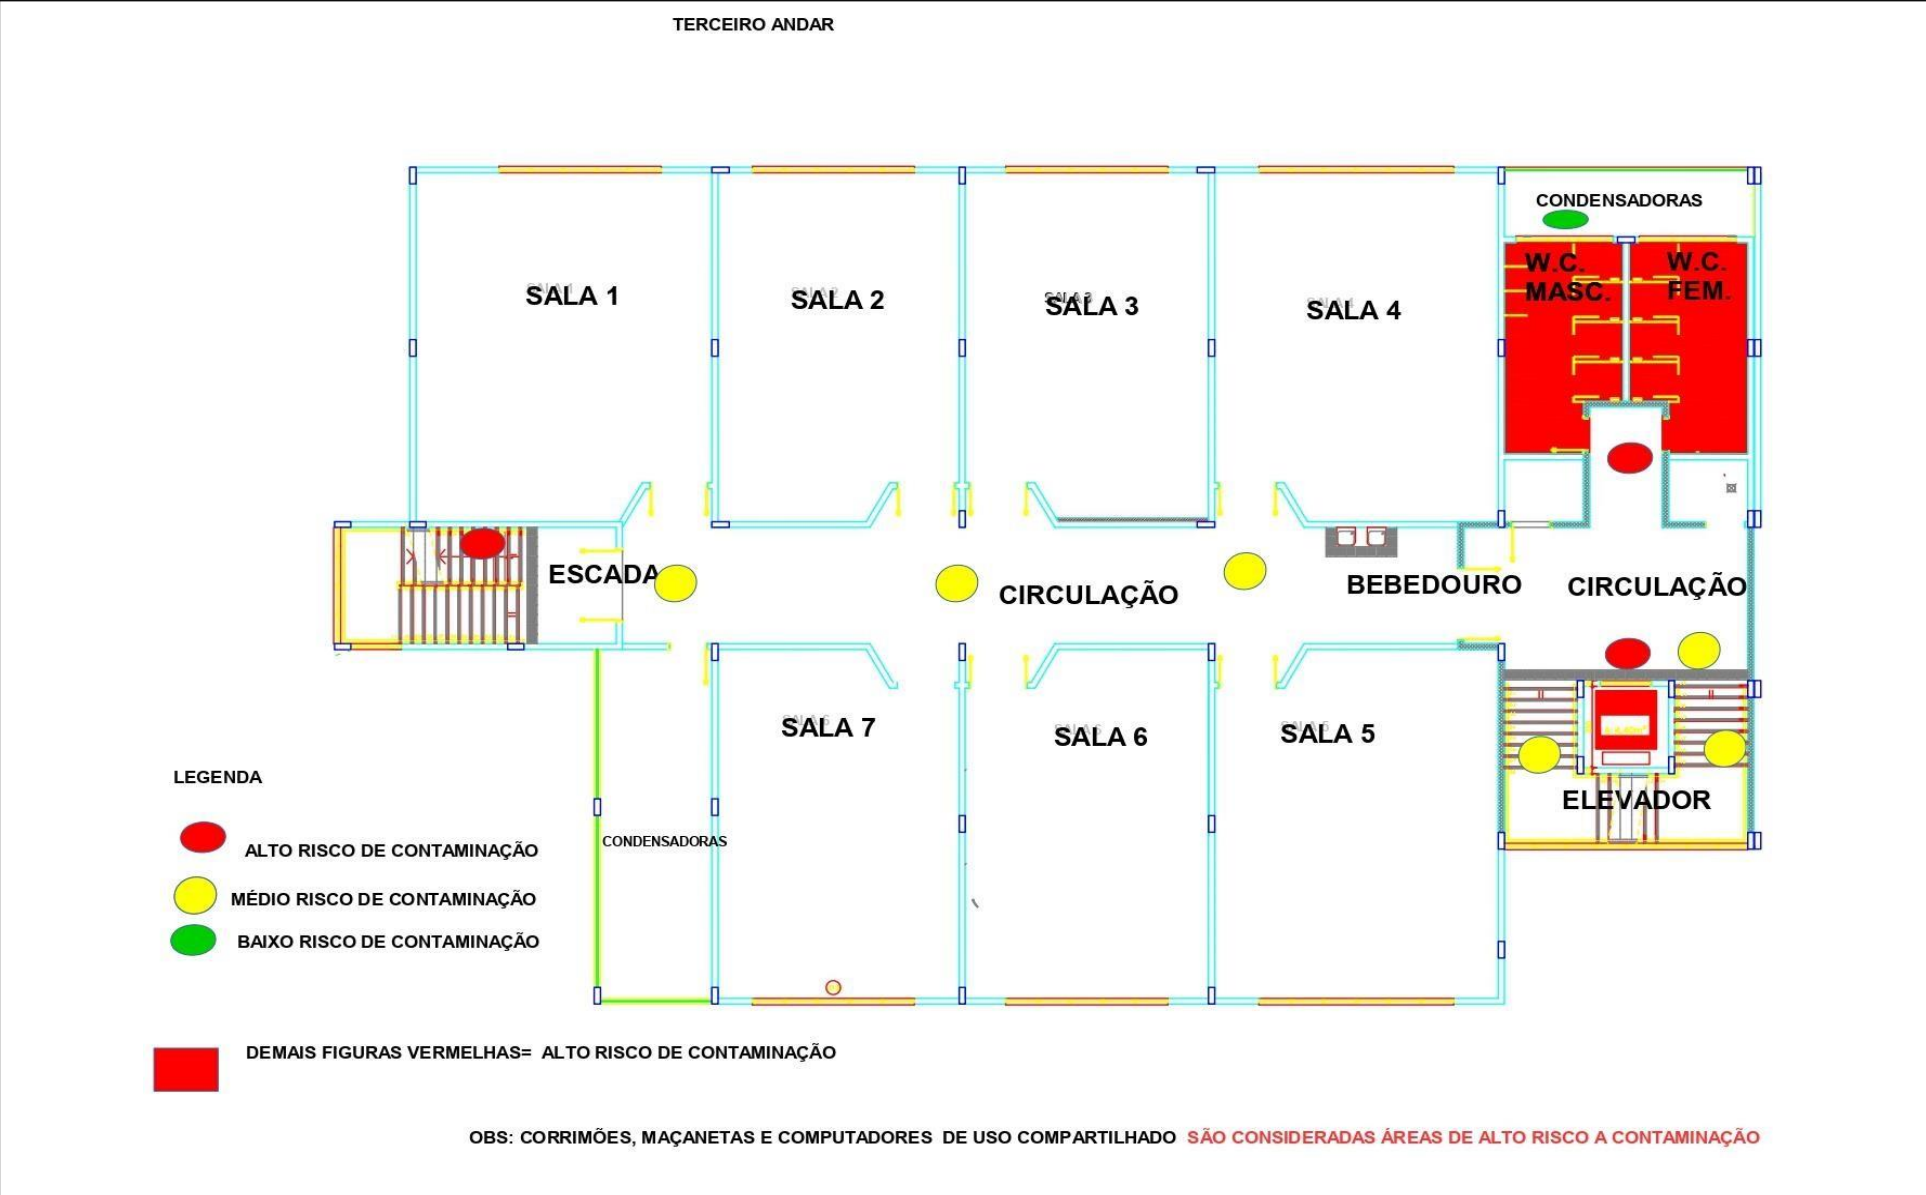 TERCEIRO ANDAR
CONDENSADORAS
W.C.
MASC.
W.C.
FEM.
SALA 1
SALA 2
SALA 3
SALA 4
ESCADA
CIRCULAÇÃO
BEBEDOURO
CIRCULAÇÃO
SALA 7
SALA 6
SALA 5
ELEVADOR
CONDENSADORAS
LEGENDA
ALTO RISCO DE CONTAMINAÇÃO
MÉDIO RISCO DE CONTAMINAÇÃO
BAIXO RISCO DE CONTAMINAÇÃO
DEMAIS FIGURAS VERMELHAS= ALTO RISCO DE CONTAMINAÇÃO
OBS: CORRIMÕES, MAÇANETAS E COMPUTADORES DE USO COMPARTILHADO SÃO CONSIDERADAS ÁREAS DE ALTO RISCO A CONTAMINAÇÃO